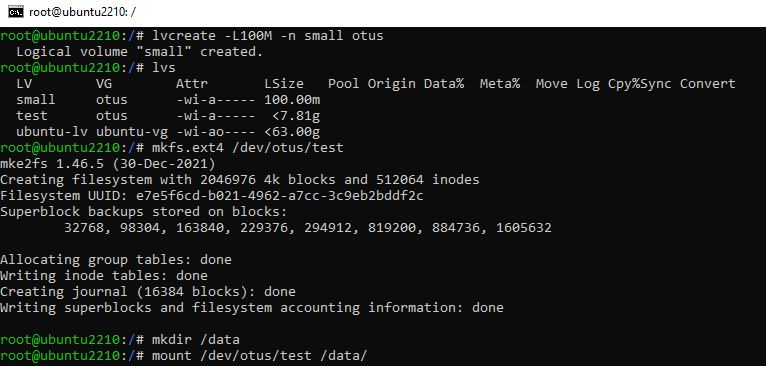 root@ubuntu2210: /
root@ubuntu2210:/# lvcreate -L100M -n small otus
  Logical volume "small" created.
root@ubuntu2210:/# lvs
  LV        VG        Attr       LSize   Pool Origin Data%  Meta%  Move Log Cpy%Sync Convert
  small     otus      -wi-a----- 100.00m
  test      otus      -wi-a-----  <7.81g
  ubuntu-lv ubuntu-vg -wi-ao---- <63.00g
root@ubuntu2210:/# mkfs.ext4 /dev/otus/test
mke2fs 1.46.5 (30-Dec-2021)
Creating filesystem with 2046976 4k blocks and 512064 inodes
Filesystem UUID: e7e5f6cd-b021-4962-a7cc-3c9eb2bddf2c
Superblock backups stored on blocks:
        32768, 98304, 163840, 229376, 294912, 819200, 884736, 1605632

Allocating group tables: done
Writing inode tables: done
Creating journal (16384 blocks): done
Writing superblocks and filesystem accounting information: done

root@ubuntu2210:/# mkdir /data
root@ubuntu2210:/# mount /dev/otus/test /data/